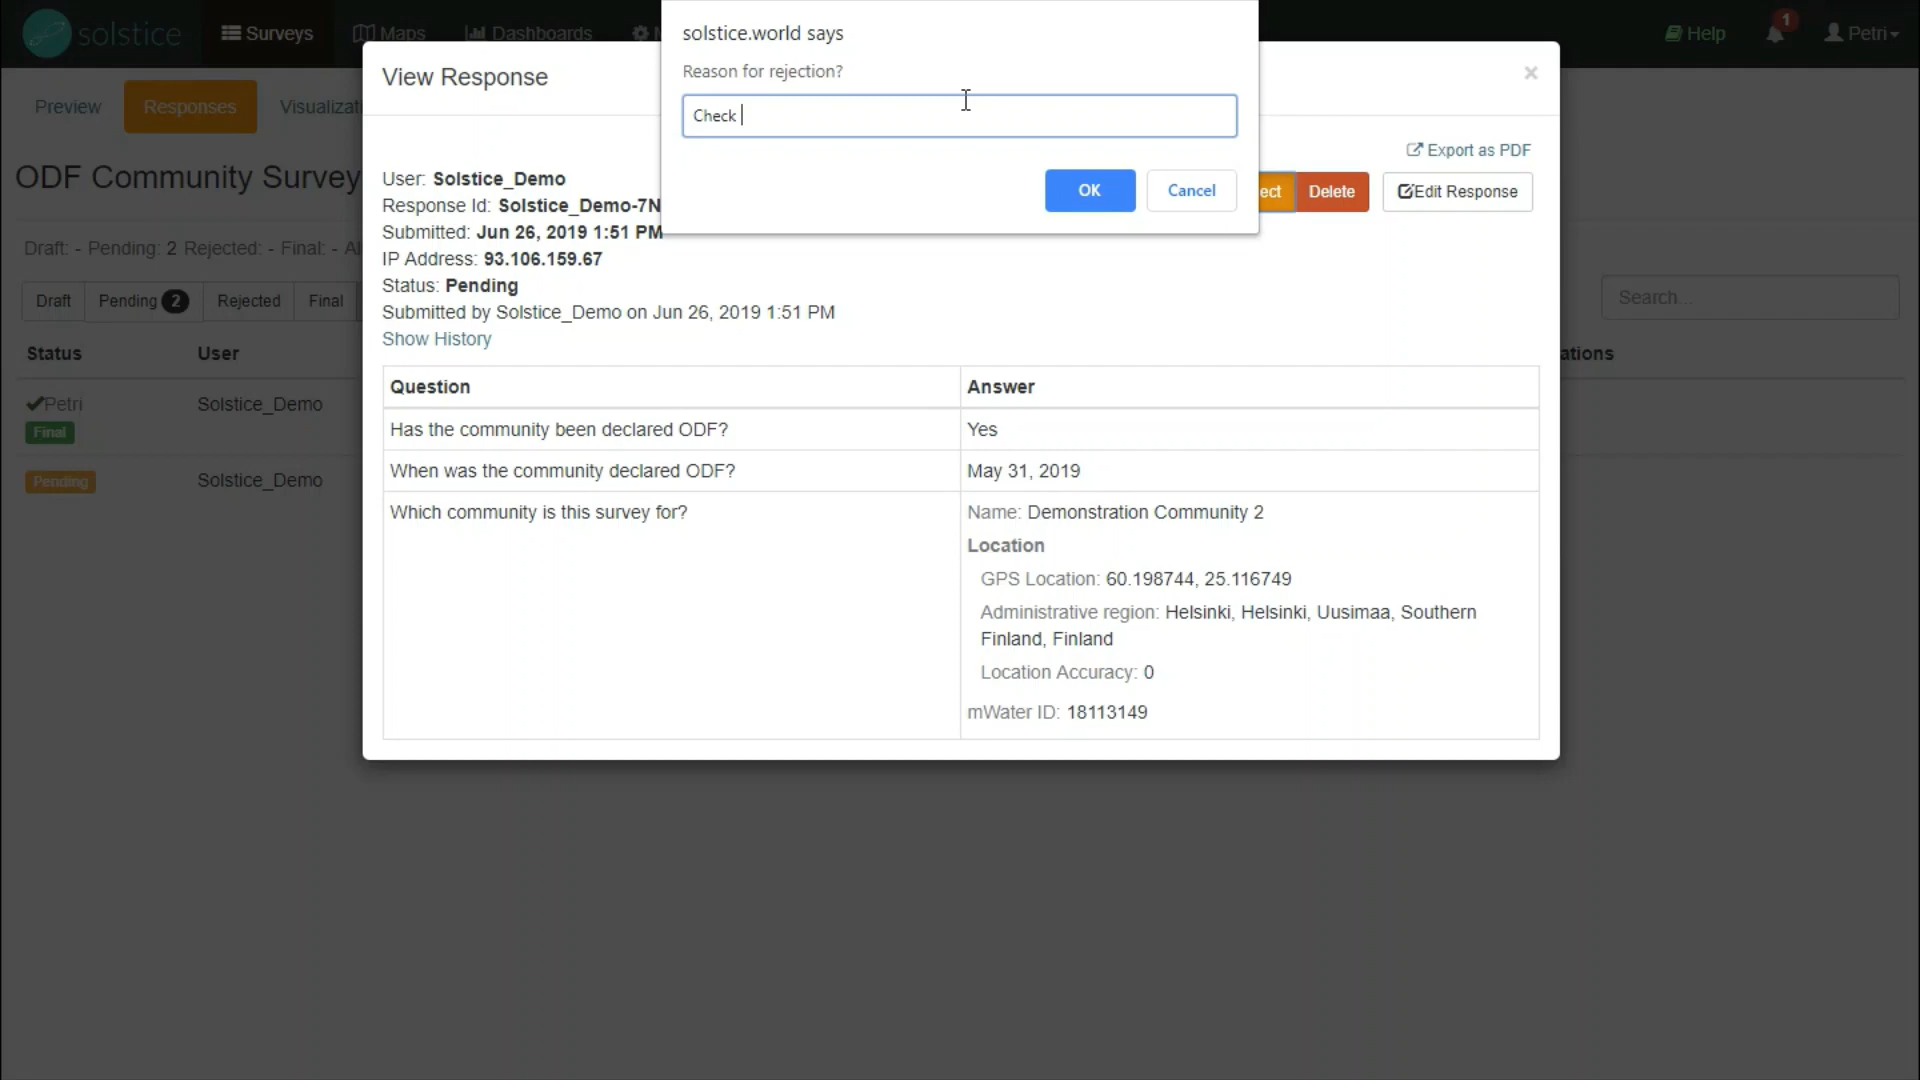 solstice
Surveys
Maps
Dashboards
Help
1
Petri
solstice.world says
Reason for rejection?
Check
OK
Cancel
View Response
×
Preview
Responses
ODF Community Survey
Export as PDF
Delete
Edit Response
User: Solstice_Demo
Response Id: Solstice_Demo-7N
Submitted: Jun 26, 2019 1:51 PM
IP Address: 93.106.159.67
Status: Pending
Submitted by Solstice_Demo on Jun 26, 2019 1:51 PM
Show History
Draft: - Pending: 2 Rejected: - Final: -
Draft
Pending 2
Rejected
Final
Search...
Status
User
Petri
Final
Solstice_Demo
Pending
Solstice_Demo
Question
Answer
Has the community been declared ODF?
Yes
When was the community declared ODF?
May 31, 2019
Which community is this survey for?
Name: Demonstration Community 2
Location
GPS Location: 60.198744, 25.116749
Administrative region: Helsinki, Helsinki, Uusimaa, Southern
Finland, Finland
Location Accuracy: 0
mWater ID: 18113149